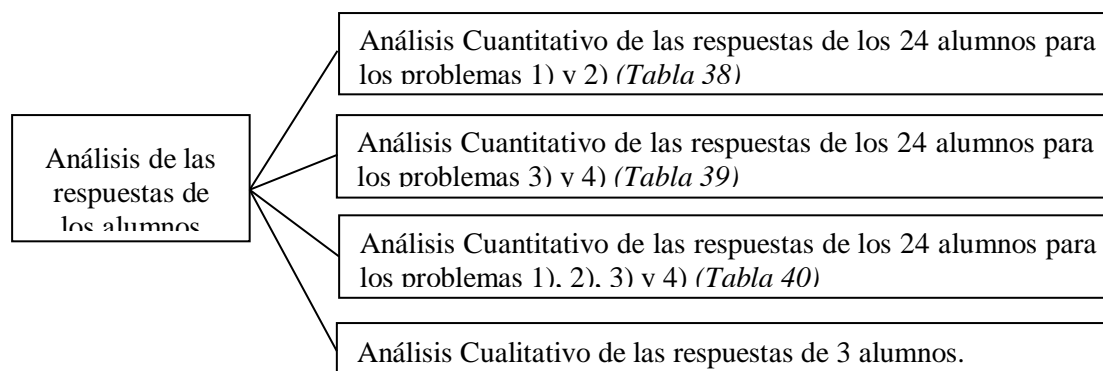 Análisis Cuantitativo de las respuestas de los 24 alumnos para
los problemas 1) y 2) (Tabla 38)
Análisis de las
respuestas de
los alumnos
Análisis Cuantitativo de las respuestas de los 24 alumnos para
los problemas 3) y 4) (Tabla 39)
Análisis Cuantitativo de las respuestas de los 24 alumnos para
los problemas 1), 2), 3) y 4) (Tabla 40)
Análisis Cualitativo de las respuestas de 3 alumnos.